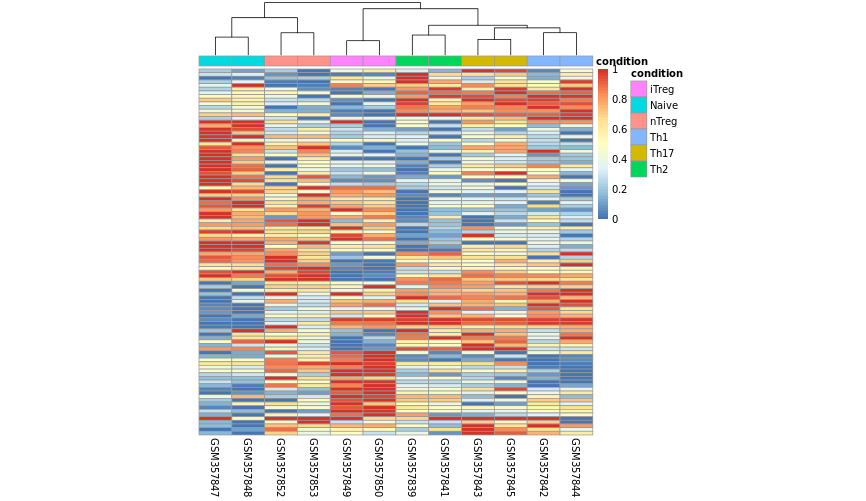 condition
1
0.8
0.6
0.4
0.2
0
condition
iTreg
Naive
nTreg
Th1
Th17
Th2
GSM357847
GSM357848
GSM357852
GSM357853
GSM357849
GSM357850
GSM357839
GSM357841
GSM357843
GSM357845
GSM357842
GSM357844